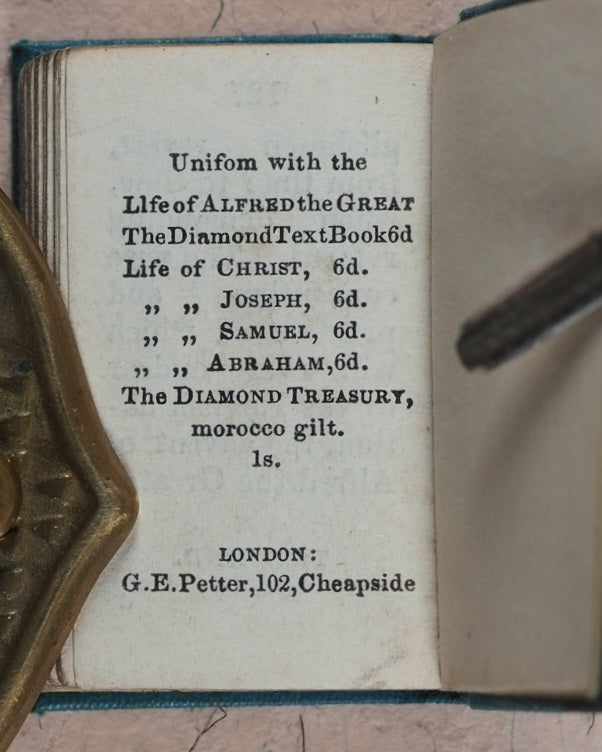 Unifom with the
LIfe of ALFRED the GREAT
The Diamond Text Book 6d
Life of CHRIST, 6d.
„ „ JOSEPH, 6d.
„ „ SAMUEL, 6d.
„ „ ABRAHAM, 6d.
The DIAMOND TREASURY,
morocco gilt.
1s.
LONDON:
G.E.Petter,102,Cheapside